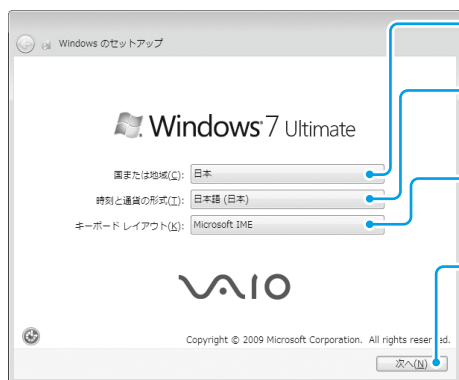 Windows のセットアップ
Windows 7 Ultimate
国または地域(C): 日本
時刻と通貨の形式(T): 日本語 (日本)
キーボード レイアウト(K): Microsoft IME
VAIO
Copyright © 2009 Microsoft Corporation. All rights reserved.
次へ(N)